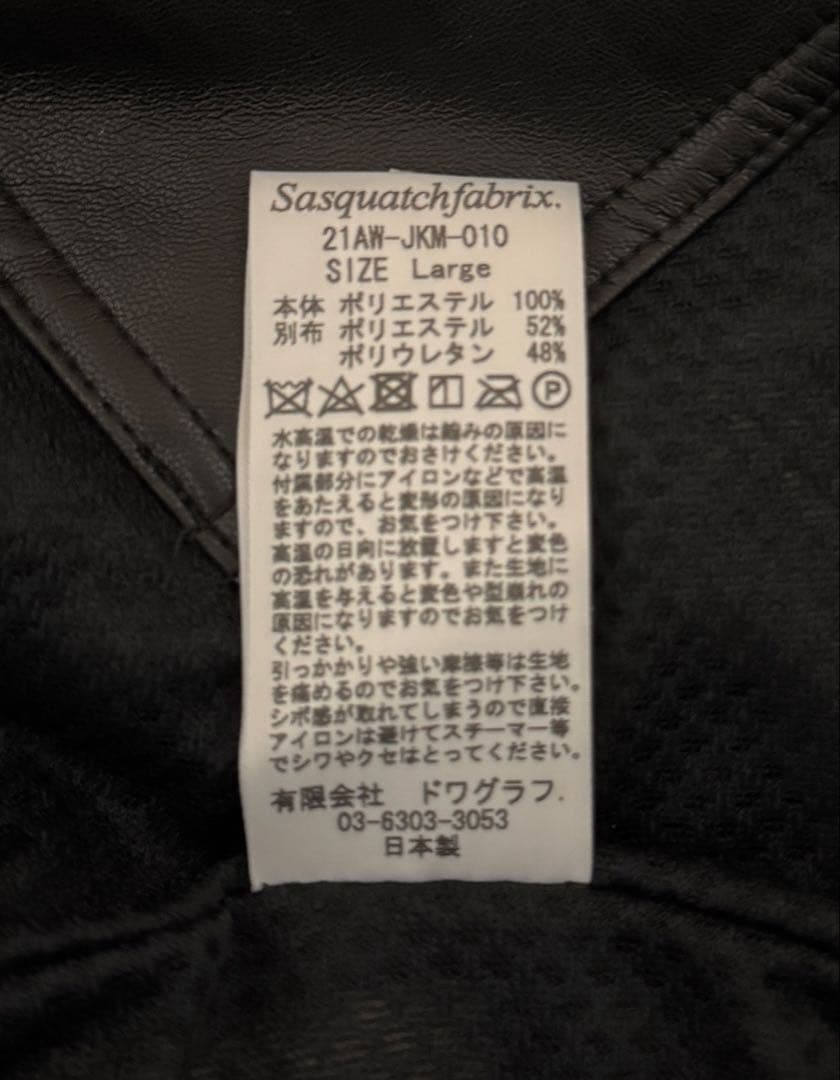 Sasquatchfabrix.
21AW-JKM-010
SIZE Large
本体 ポリエステル 100%
別布 ポリエステル 52%
ポリウレタン 48%
P
水高温での乾燥は縮みの原因に
なりますのでおさけください。
付属部分にアイロンなどで高温
をあたえると変形の原因になり
ますので、お気をつけ下さい。
高温の日向に放置しますと変色
の恐れがあります。また生地に
高温を与えると変色や型崩れの
原因になりますのでお気をつけ
ください。
引っかかりや強い摩擦等は生地
を痛めるのでお気をつけ下さい。
シボ感が取れてしまうので直接
アイロンは避けてスチーマー等
でシワやクセはとってください。
有限会社 ドワグラフ.
03-6303-3053
日本製